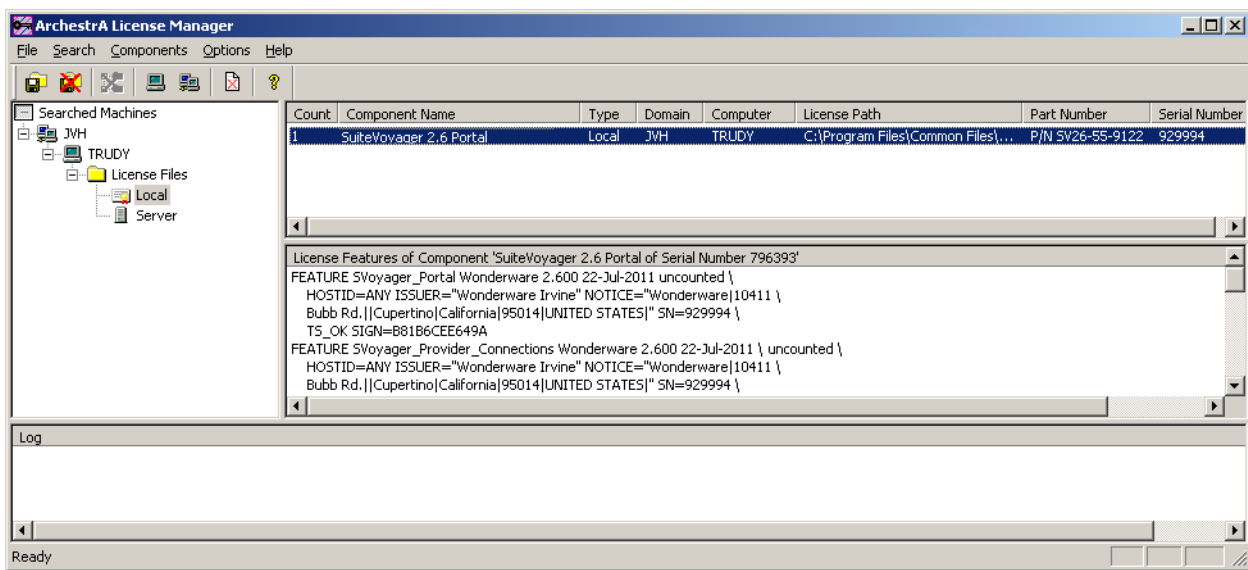 ArchestrA License Manager
File Search Components Options Help
Searched Machines
JVH
TRUDY
License Files
Local
Server
Count Component Name Type Domain Computer License Path Part Number Serial Number
1 SuiteVoyager 2.6 Portal Local JVH TRUDY C:\Program Files\Common Files\... P/N SV26-55-9122 929994
License Features of Component 'SuiteVoyager 2.6 Portal of Serial Number 796393'
FEATURE SVoyager_Portal Wonderware 2.600 22-Jul-2011 uncounted \
HOSTID=ANY ISSUER="Wonderware Irvine" NOTICE="Wonderware|10411 \
Bubb Rd.||Cupertino|California|95014|UNITED STATES|" SN=929994 \
TS_OK SIGN=B81B6CEE649A
FEATURE SVoyager_Provider_Connections Wonderware 2.600 22-Jul-2011 \ uncounted \
HOSTID=ANY ISSUER="Wonderware Irvine" NOTICE="Wonderware|10411 \
Bubb Rd.||Cupertino|California|95014|UNITED STATES|" SN=929994 \
Log
Ready